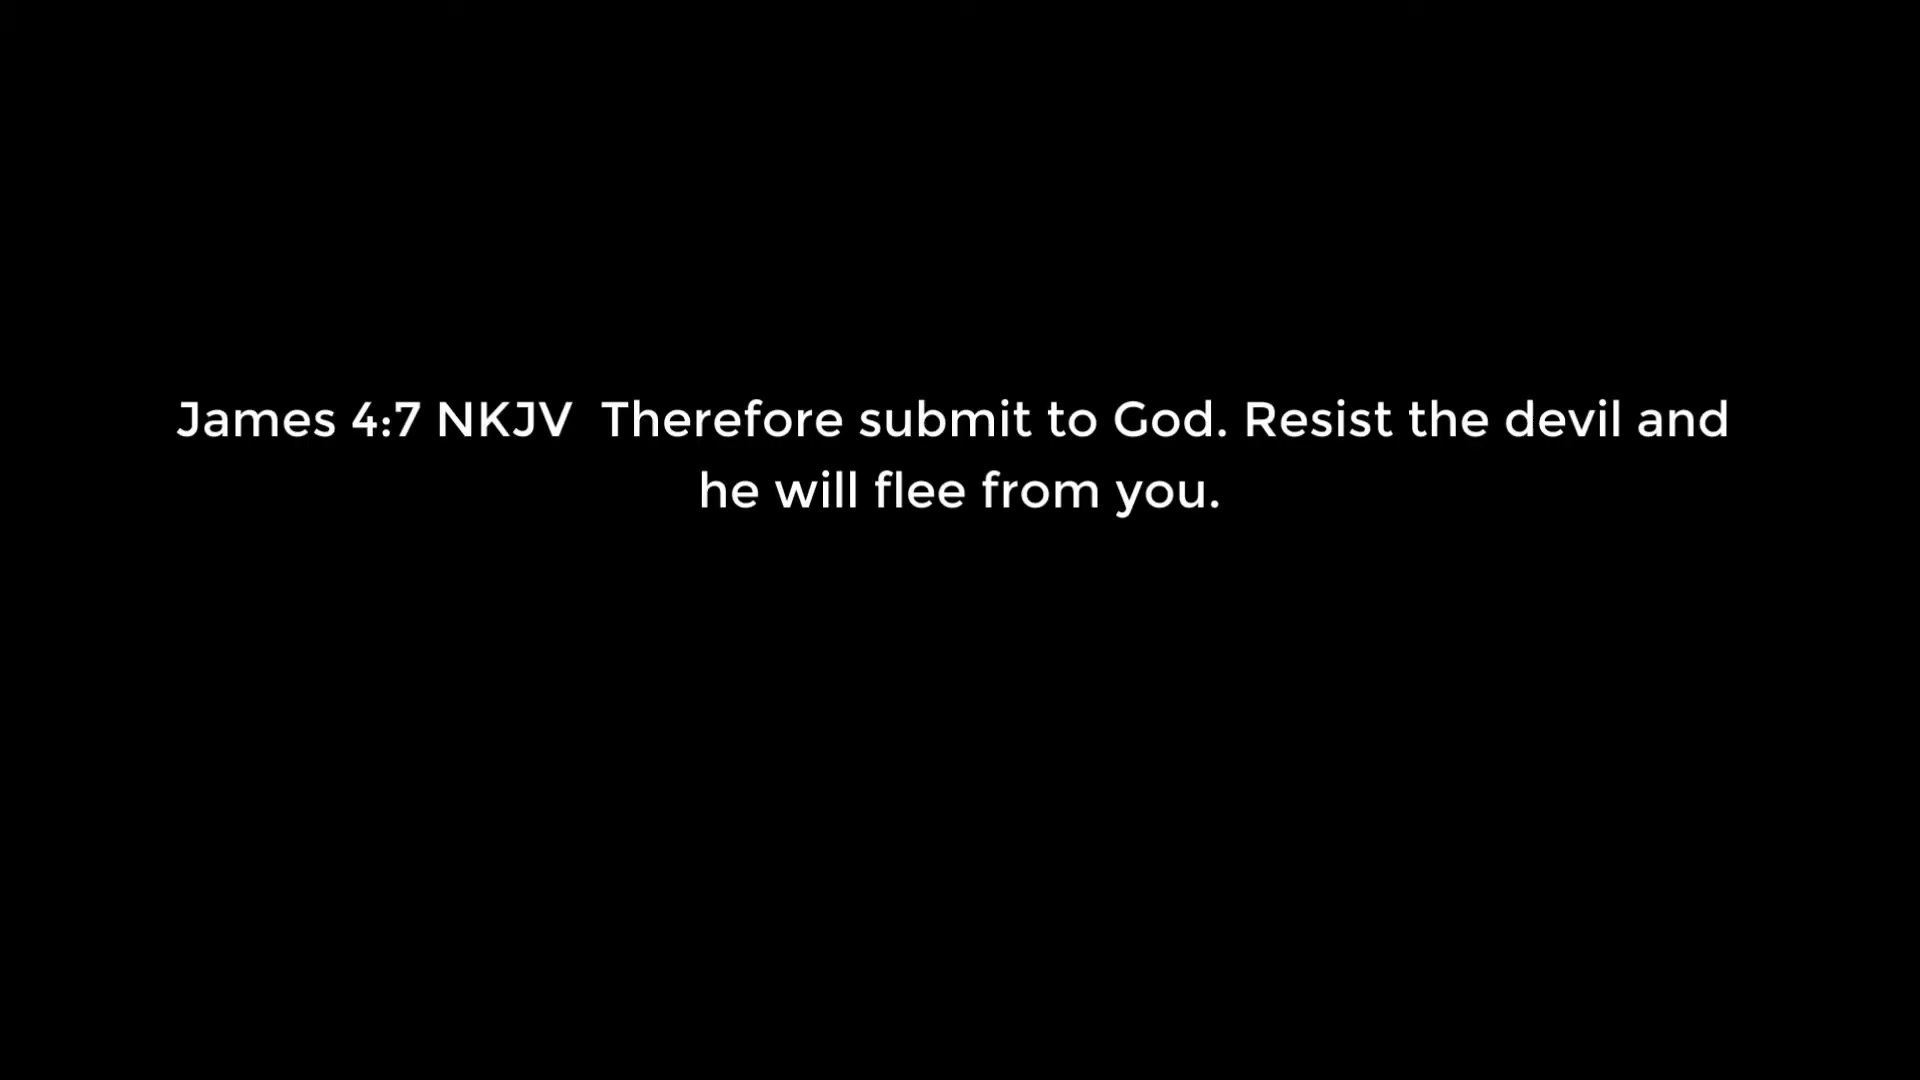 James 4:7 NKJV  Therefore submit to God. Resist the devil and
he will flee from you.